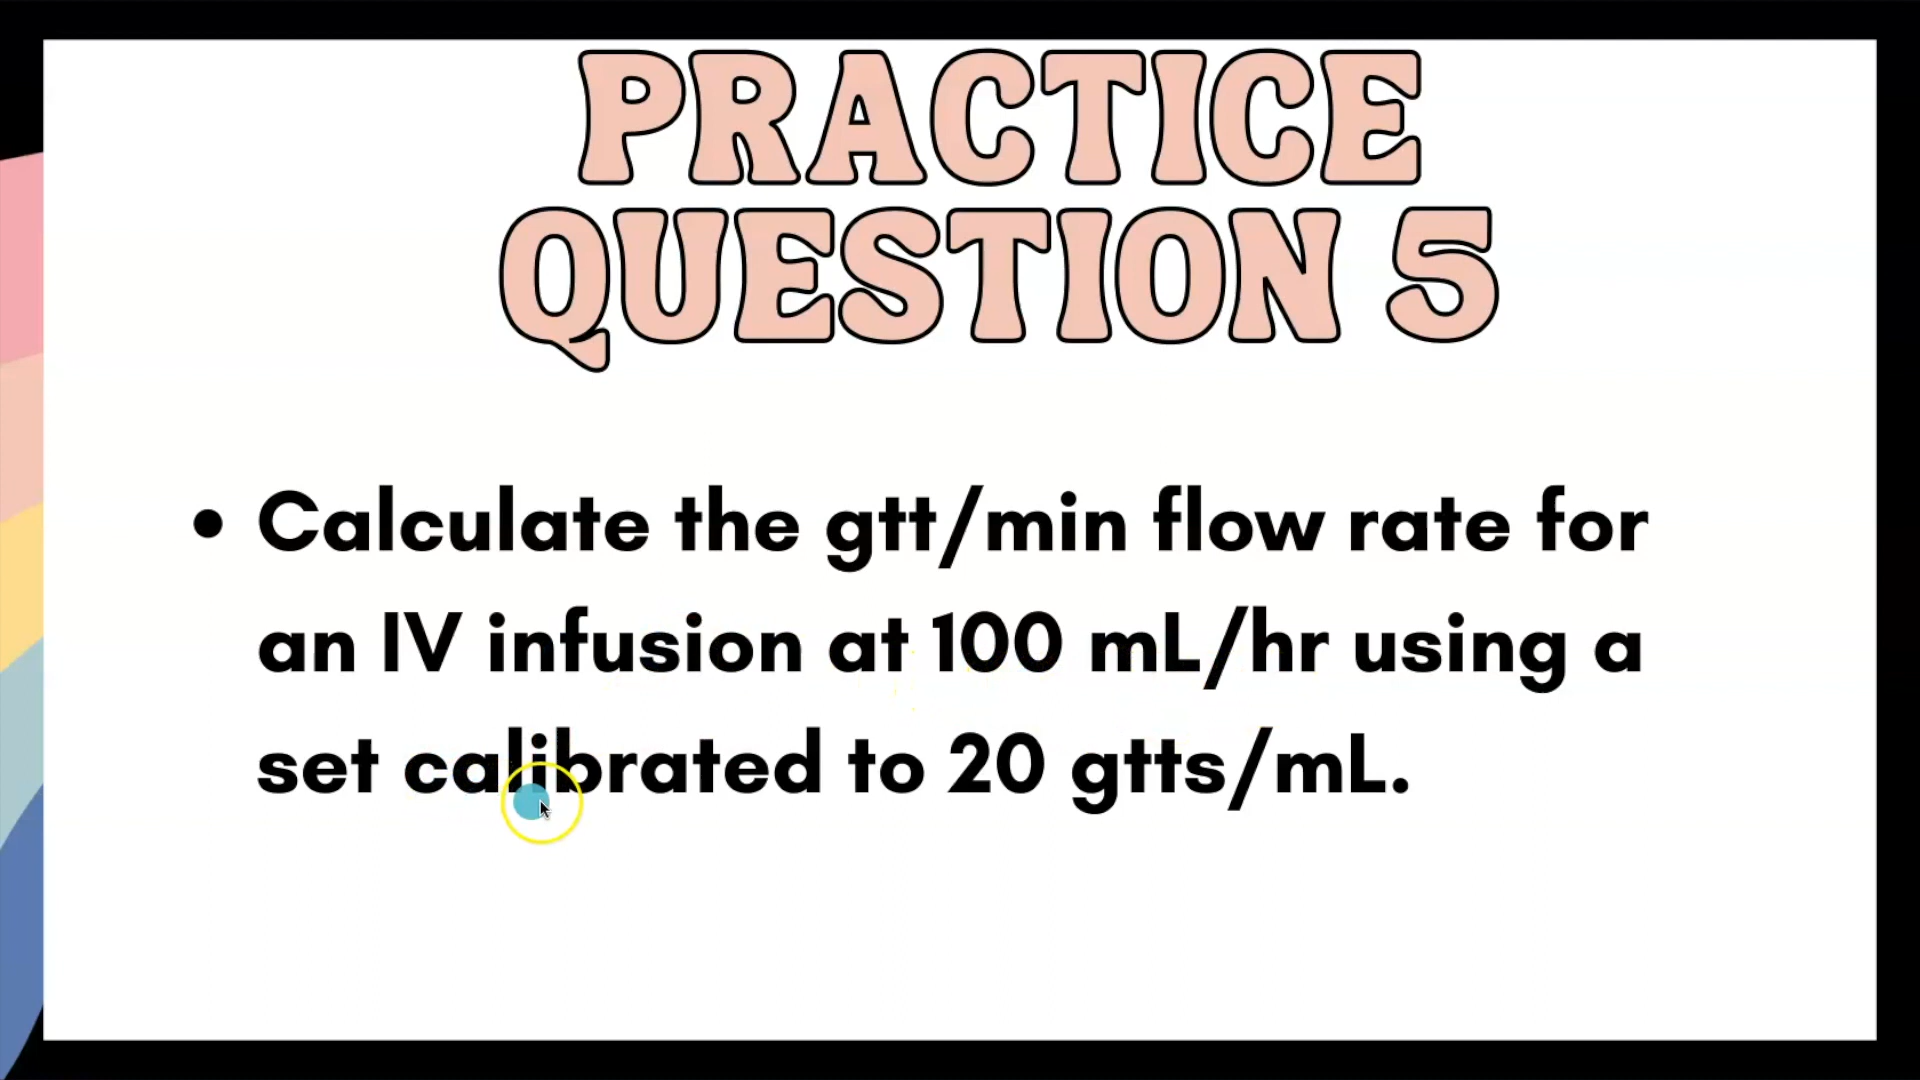 PRACTICE
QUESTION 5
• Calculate the gtt/min flow rate for
an IV infusion at 100 mL/hr using a
set calibrated to 20 gtts/mL.